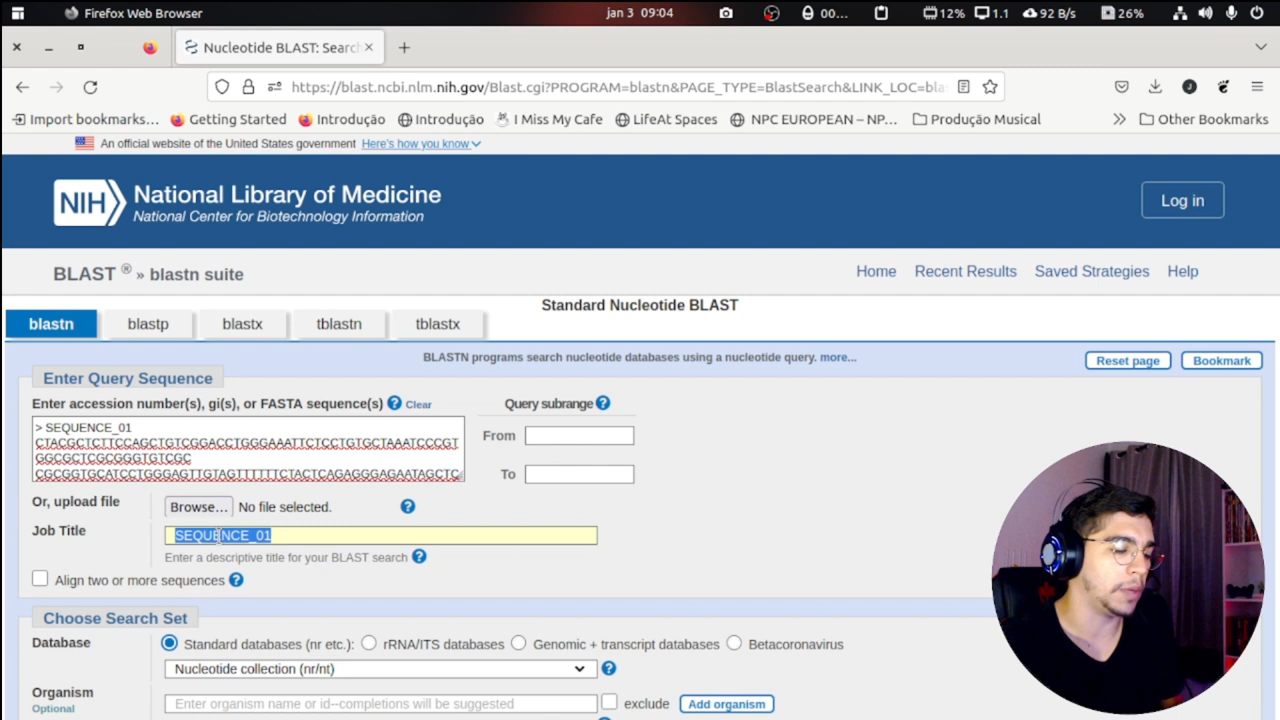 Firefox Web Browser
jan 3 09:04
00...
12%
1.1
92 B/s
26%
Nucleotide BLAST: Search
https://blast.ncbi.nlm.nih.gov/Blast.cgi?PROGRAM=blastn&PAGE_TYPE=BlastSearch&LINK_LOC=bla
Import bookmarks...
Getting Started
Introdução
Introdução
I Miss My Cafe
LifeAt Spaces
NPC EUROPEAN – NP...
Produção Musical
Other Bookmarks
An official website of the United States government Here's how you know
NIH
National Library of Medicine
National Center for Biotechnology Information
Log in
BLAST ® » blastn suite
Home
Recent Results
Saved Strategies
Help
Standard Nucleotide BLAST
blastn
blastp
blastx
tblastn
tblastx
BLASTN programs search nucleotide databases using a nucleotide query. more...
Reset page
Bookmark
Enter Query Sequence
Enter accession number(s), gi(s), or FASTA sequence(s) ? Clear
Query subrange ?
> SEQUENCE_01
CTACGCTCTTCCAGCTGTCGGACCTGGGAAATTCTCCTGTGCTAAATCCCGT
GGCGCTCGCGGGTGTCGC
CGCGGTGCATCCTGGGAGTTGTAGTTTTTTCTACTCAGAGGGAGAATAGCTC
From
To
Or, upload file
Browse... No file selected. ?
Job Title
SEQUENCE_01
Enter a descriptive title for your BLAST search ?
Align two or more sequences ?
Choose Search Set
Database
Standard databases (nr etc.):
rRNA/ITS databases
Genomic + transcript databases
Betacoronavirus
Nucleotide collection (nr/nt)
?
Organism
Optional
Enter organism name or id--completions will be suggested
exclude
Add organism